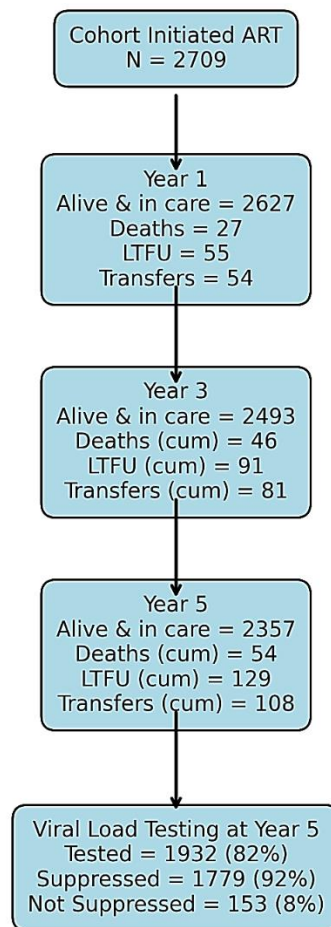 Cohort Initiated ART
N = 2709
Year 1
Alive & in care = 2627
Deaths = 27
LTFU = 55
Transfers = 54
Year 3
Alive & in care = 2493
Deaths (cum) = 46
LTFU (cum) = 91
Transfers (cum) = 81
Year 5
Alive & in care = 2357
Deaths (cum) = 54
LTFU (cum) = 129
Transfers (cum) = 108
Viral Load Testing at Year 5
Tested = 1932 (82%)
Suppressed = 1779 (92%)
Not Suppressed = 153 (8%)